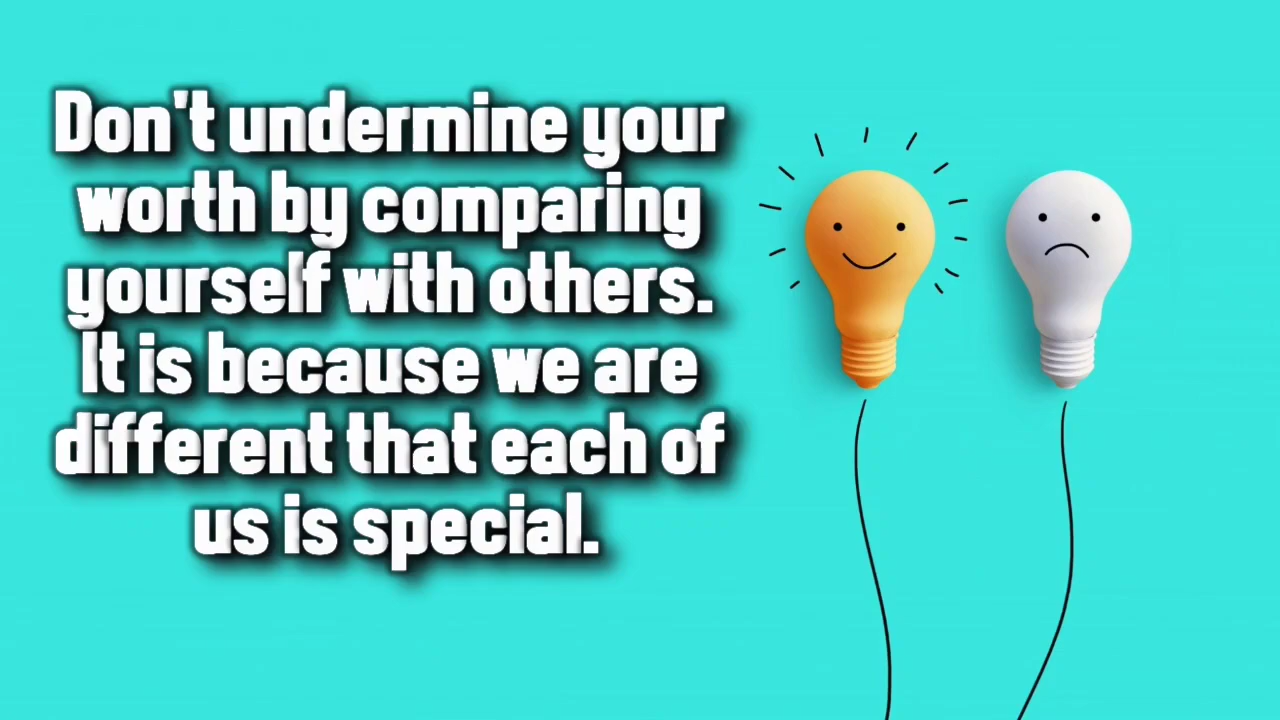 Don't undermine your
worth by comparing
yourself with others.
It is because we are
different that each of
us is special.